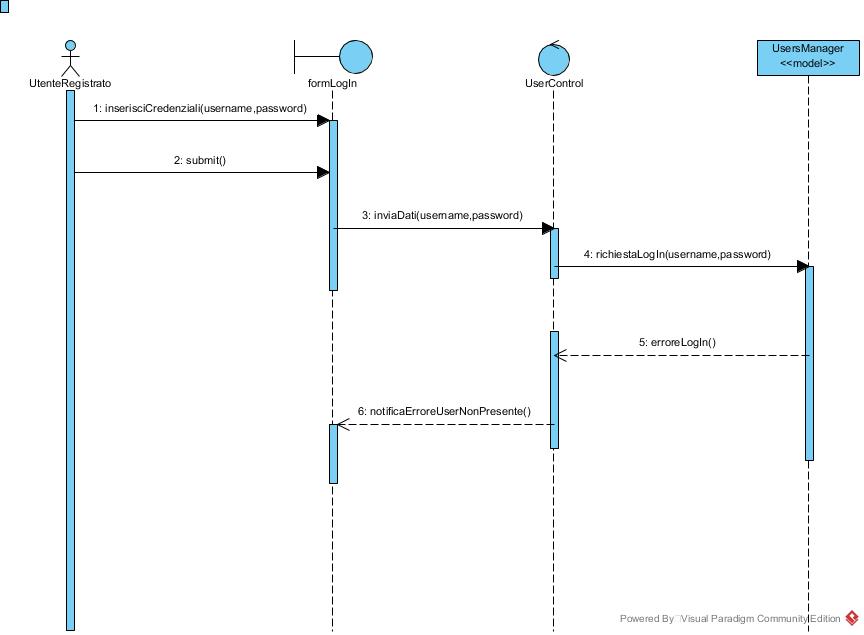 UsersManager
<<model>>
UtenteRegistrato
formLogIn
UserControl
1: inserisciCredenziali(username,password)
2: submit()
3: inviaDati(username,password)
4: richiestaLogIn(username,password)
5: erroreLogIn()
6: notificaErroreUserNonPresente()
Powered By Visual Paradigm Community Edition